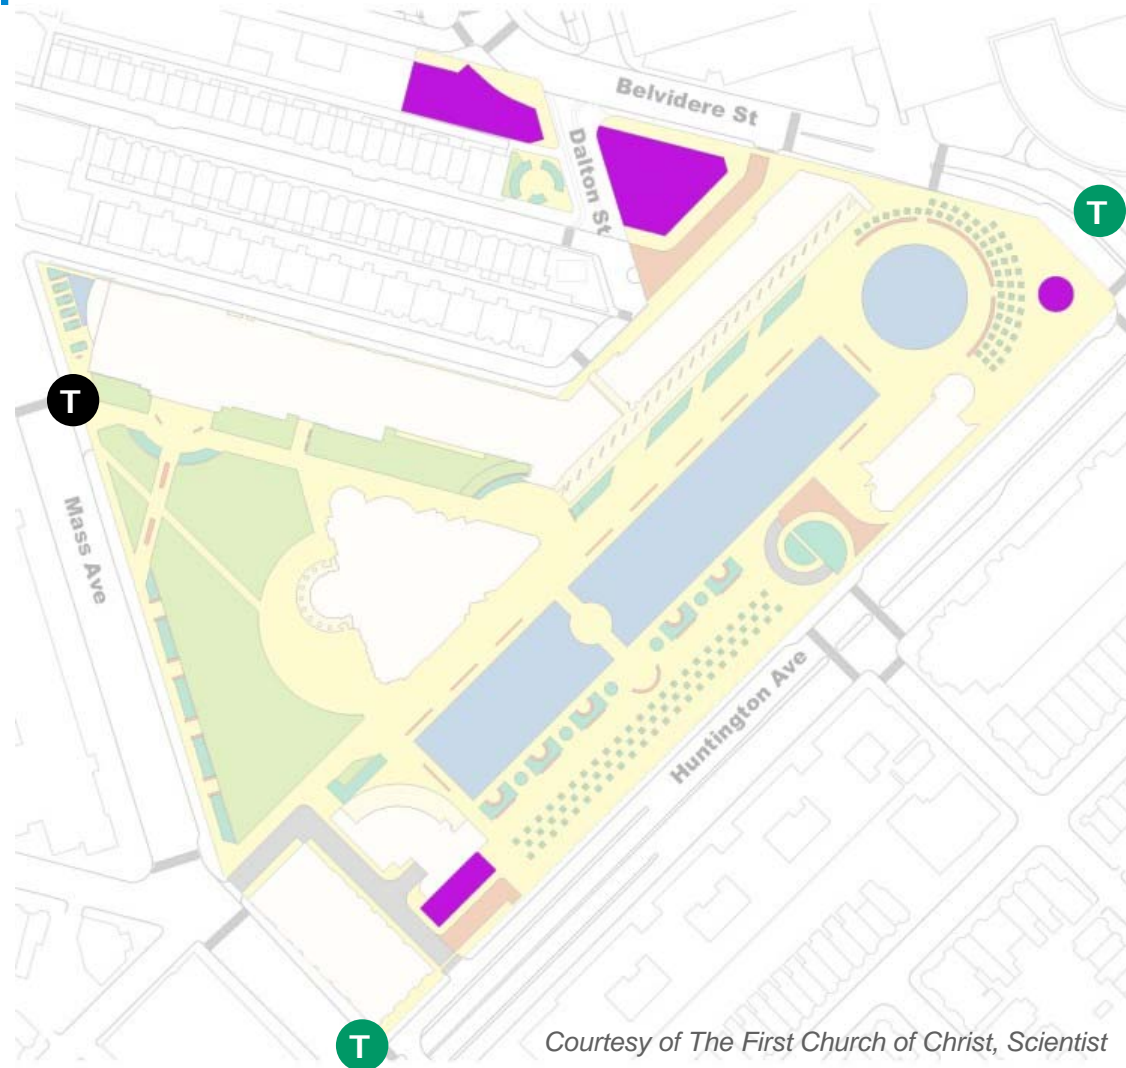 Belvidere St
Dalton St
T
T
Mass Ave
Huntington Ave
T
Courtesy of The First Church of Christ, Scientist